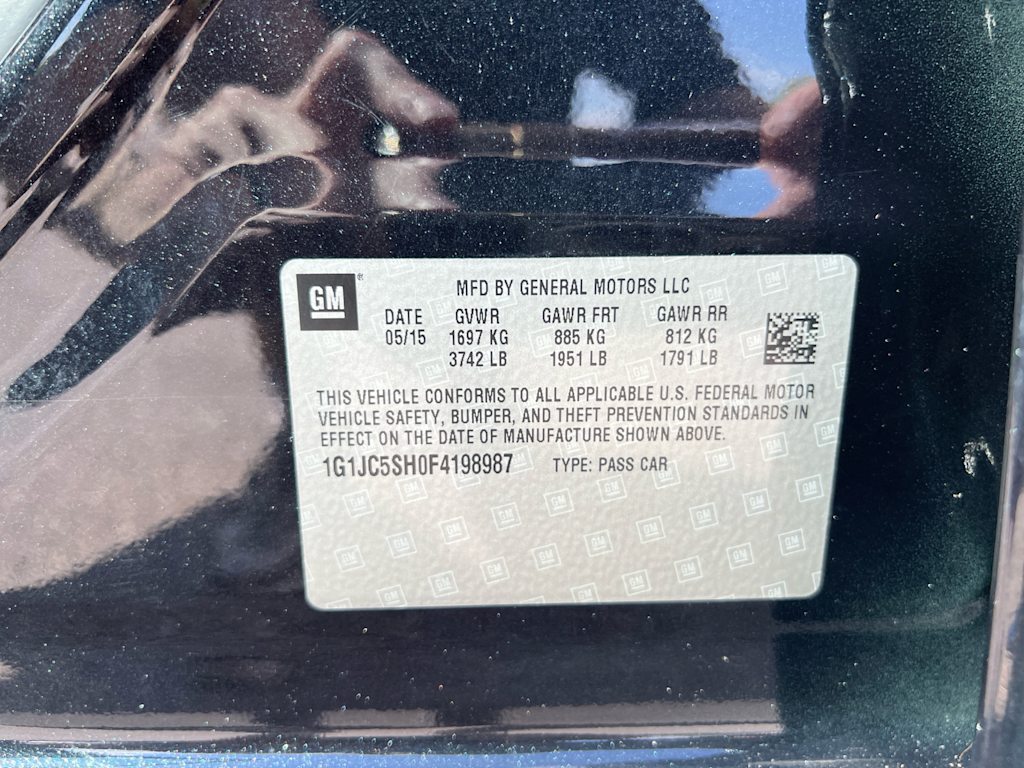 GM®
MFD BY GENERAL MOTORS LLC
DATE GVWR GAWR FRT GAWR RR
05/15 1697 KG 885 KG 812 KG
3742 LB 1951 LB 1791 LB
THIS VEHICLE CONFORMS TO ALL APPLICABLE U.S. FEDERAL MOTOR
VEHICLE SAFETY, BUMPER, AND THEFT PREVENTION STANDARDS IN
EFFECT ON THE DATE OF MANUFACTURE SHOWN ABOVE.
1G1JC5SH0F4198987 TYPE: PASS CAR